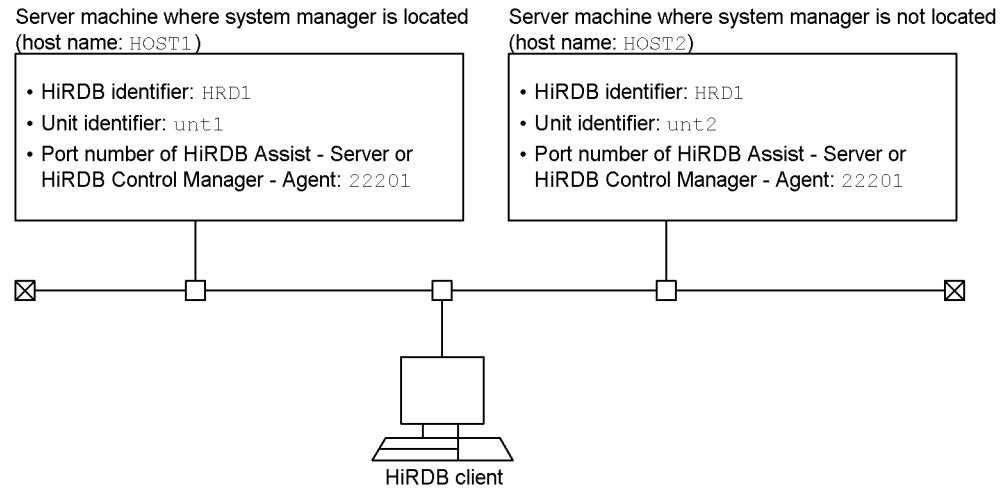 Server machine where system manager is located
(host name: HOST1)
• HiRDB identifier: HRD1
• Unit identifier: unt1
• Port number of HiRDB Assist - Server or
HiRDB Control Manager - Agent: 22201
Server machine where system manager is not located
(host name: HOST2)
• HiRDB identifier: HRD1
• Unit identifier: unt2
• Port number of HiRDB Assist - Server or
HiRDB Control Manager - Agent: 22201
HiRDB client